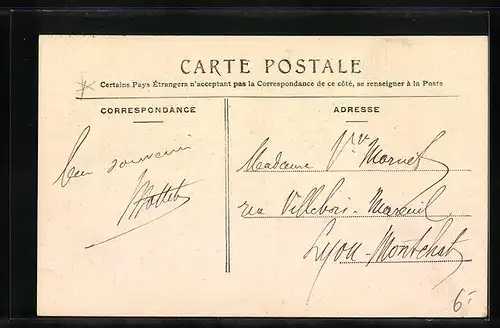 CARTE POSTALE
Certains Pays Étrangers n'acceptent pas la Correspondance de ce côté, se renseigner à la Poste
CORRESPONDANCE
Bon souvenir
ADRESSE
Madame Vve Mornet
rue Villebois-Mareuil
Lyon-Montchat
6-